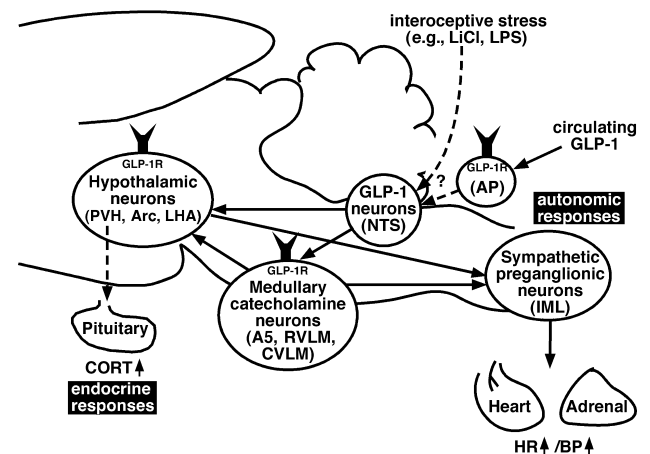 interoceptive stress
(e.g., LiCl, LPS)
circulating
GLP-1
GLP-1R
Hypothalamic
neurons
(PVH, Arc, LHA)
GLP-1
neurons
(NTS)
?
GLP-1R
(AP)
autonomic
responses
GLP-1R
Medullary
catecholamine
neurons
(A5, RVLM,
CVLM)
Sympathetic
preganglionic
neurons
(IML)
Pituitary
CORT
endocrine
responses
Heart
Adrenal
HR /BP